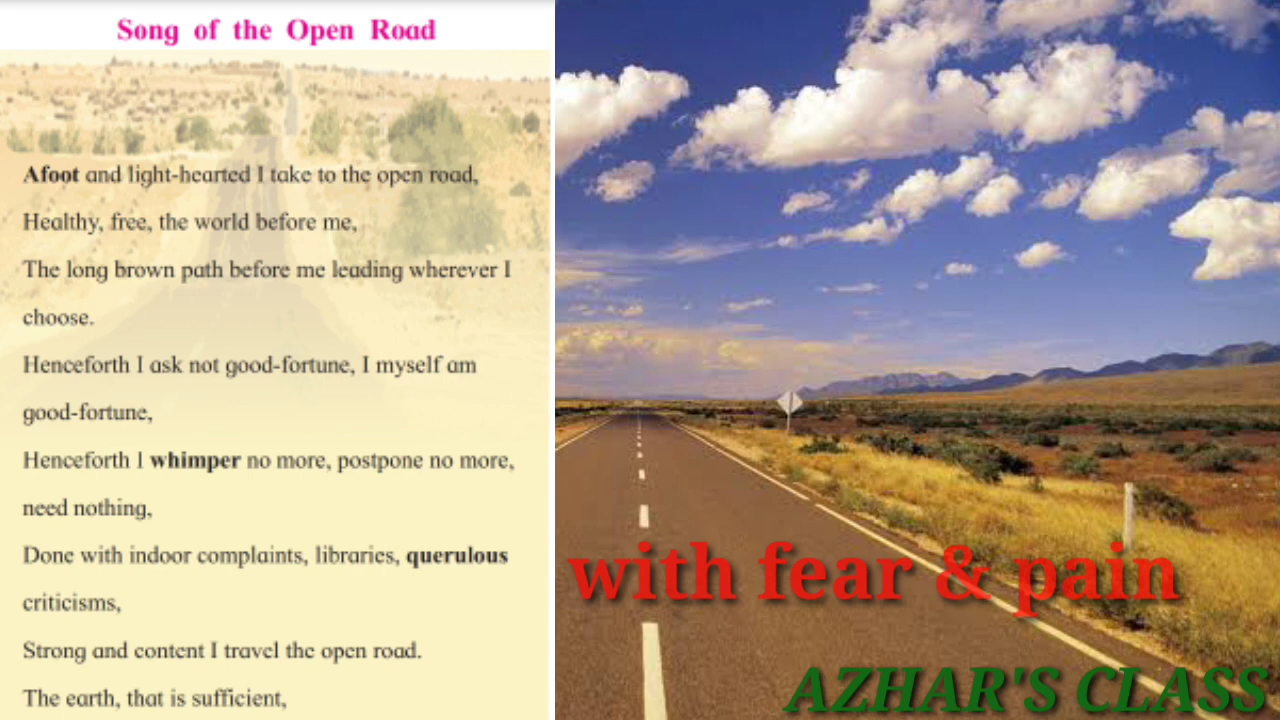 Song of the Open Road
Afoot and light-hearted I take to the open road,
Healthy, free, the world before me,
The long brown path before me leading wherever I
choose.
Henceforth I ask not good-fortune, I myself am
good-fortune,
Henceforth I whimper no more, postpone no more,
need nothing,
Done with indoor complaints, libraries, querulous
criticisms,
Strong and content I travel the open road.
The earth, that is sufficient,
with fear & pain
AZHAR'S CLASS